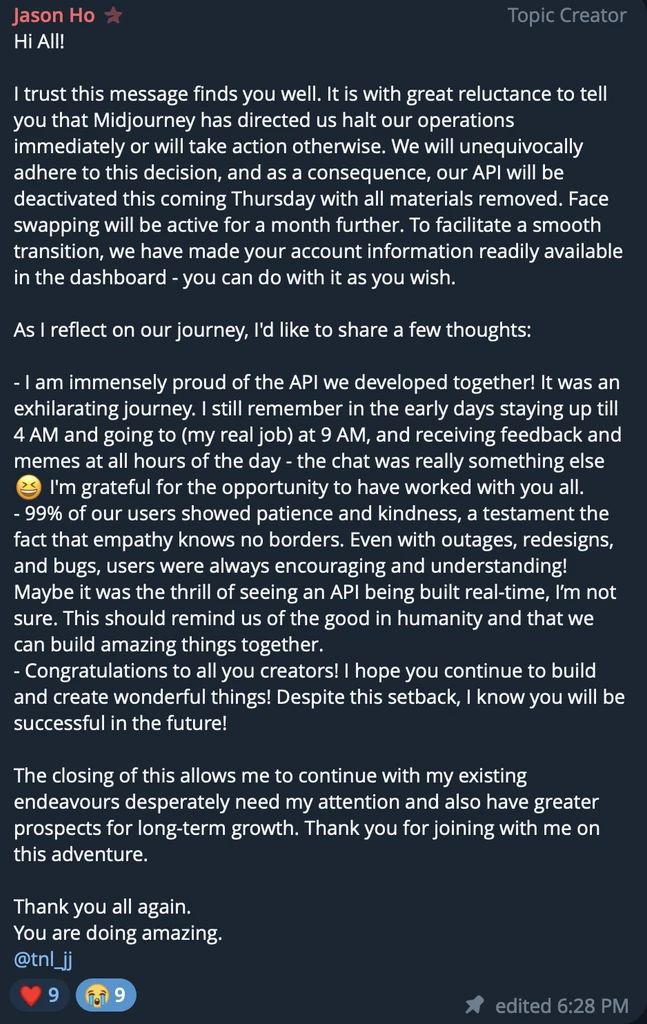 Jason Ho
Topic Creator
Hi All!
I trust this message finds you well. It is with great reluctance to tell
you that Midjourney has directed us halt our operations
immediately or will take action otherwise. We will unequivocally
adhere to this decision, and as a consequence, our API will be
deactivated this coming Thursday with all materials removed. Face
swapping will be active for a month further. To facilitate a smooth
transition, we have made your account information readily available
in the dashboard - you can do with it as you wish.
As I reflect on our journey, I'd like to share a few thoughts:
- I am immensely proud of the API we developed together! It was an
exhilarating journey. I still remember in the early days staying up till
4 AM and going to (my real job) at 9 AM, and receiving feedback and
memes at all hours of the day - the chat was really something else
😆 I'm grateful for the opportunity to have worked with you all.
- 99% of our users showed patience and kindness, a testament the
fact that empathy knows no borders. Even with outages, redesigns,
and bugs, users were always encouraging and understanding!
Maybe it was the thrill of seeing an API being built real-time, I’m not
sure. This should remind us of the good in humanity and that we
can build amazing things together.
- Congratulations to all you creators! I hope you continue to build
and create wonderful things! Despite this setback, I know you will be
successful in the future!
The closing of this allows me to continue with my existing
endeavours desperately need my attention and also have greater
prospects for long-term growth. Thank you for joining with me on
this adventure.
Thank you all again.
You are doing amazing.
@tnl_jj
❤️ 9 😭 9
edited 6:28 PM